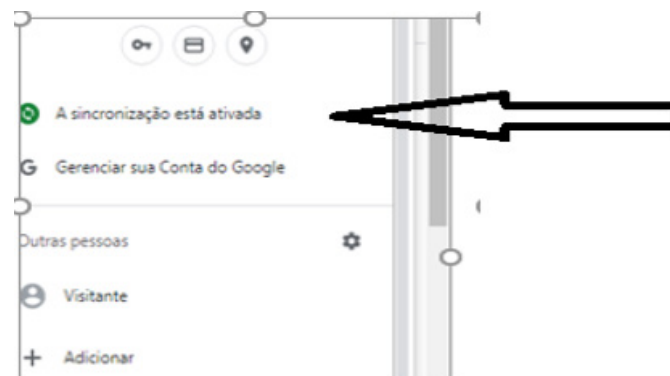 A sincronização está ativada
G Gerenciar sua Conta do Google
Outras pessoas
Visitante
Adicionar